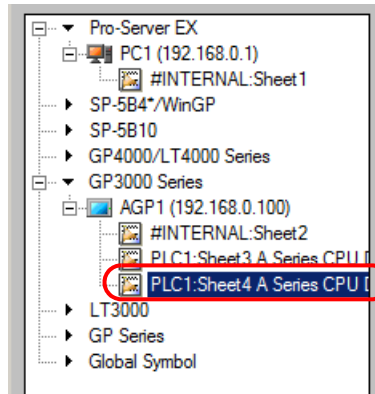 Pro-Server EX
PC1 (192.168.0.1)
#INTERNAL:Sheet1
SP-5B4*/WinGP
SP-5B10
GP4000/LT4000 Series
GP3000 Series
AGP1 (192.168.0.100)
#INTERNAL:Sheet2
PLC1:Sheet3 A Series CPU
PLC1:Sheet4 A Series CPU
LT3000
GP Series
Global Symbol